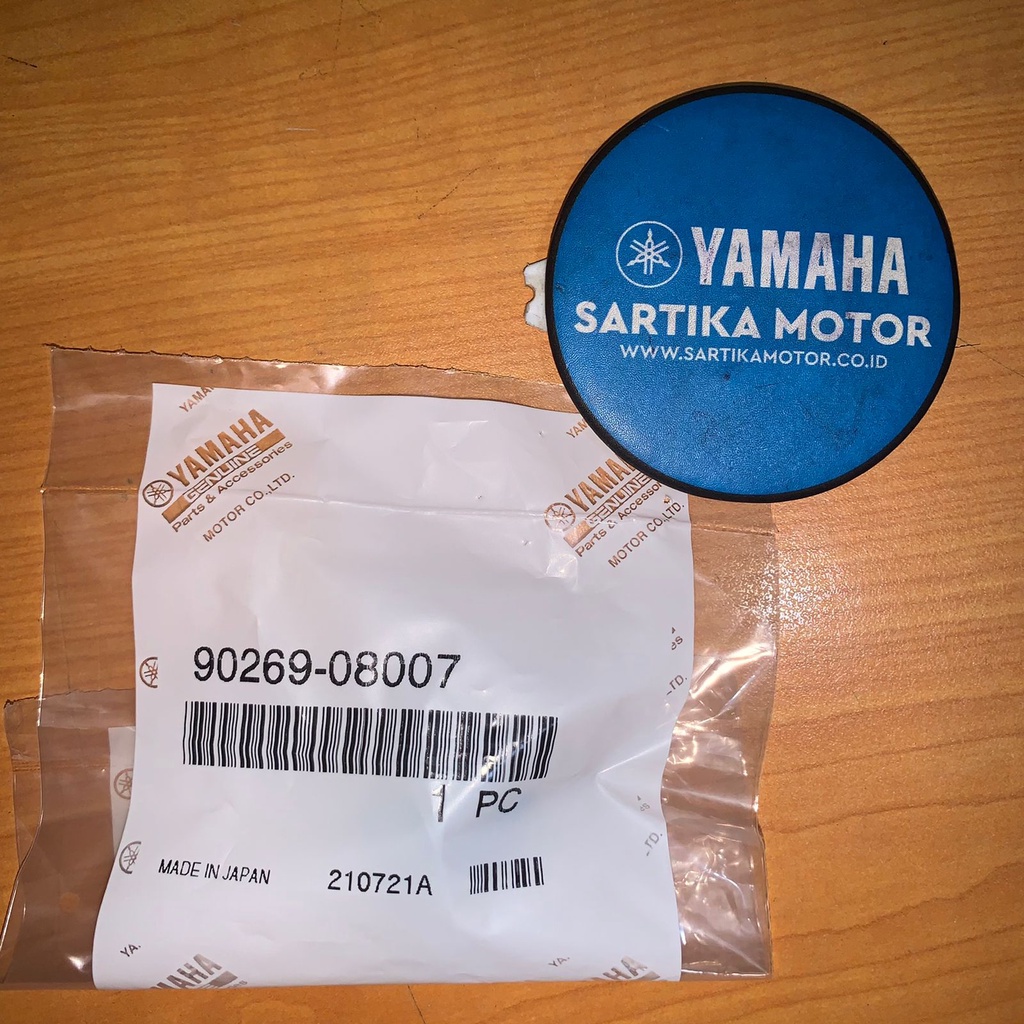 YAMAHA
SARTIKA MOTOR
WWW.SARTIKAMOTOR.CO.ID
YAMAHA
GENUINE
Parts & Accessories
MOTOR CO.,LTD.
YAMAHA
GENUINE
Parts & Accessories
MOTOR CO.,LTD.
90269-08007
1 PC
MADE IN JAPAN 210721A